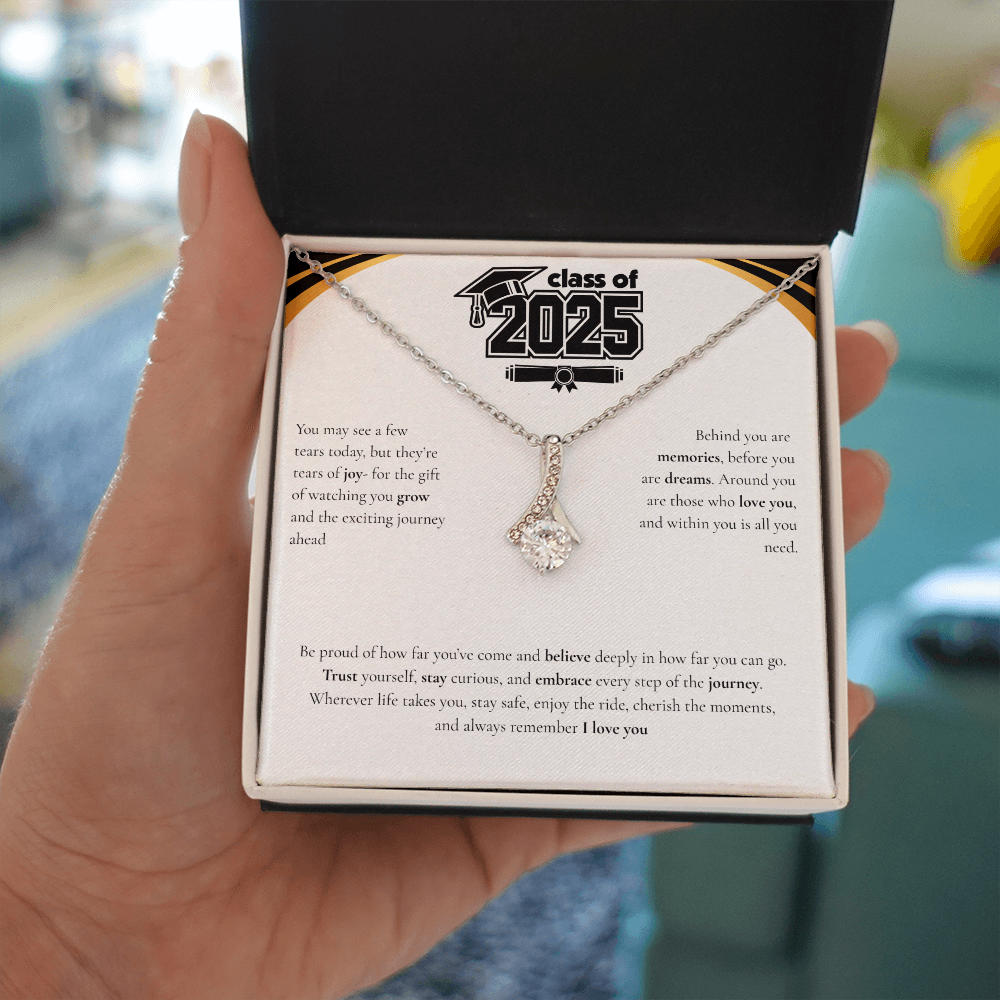 class of
2025
You may see a few
tears today, but they're
tears of joy- for the gift
of watching you grow
and the exciting journey
ahead
Behind you are
memories, before you
are dreams. Around you
are those who love you,
and within you is all you
need.
Be proud of how far you've come and believe deeply in how far you can go.
Trust yourself, stay curious, and embrace every step of the journey.
Wherever life takes you, stay safe, enjoy the ride, cherish the moments,
and always remember I love you